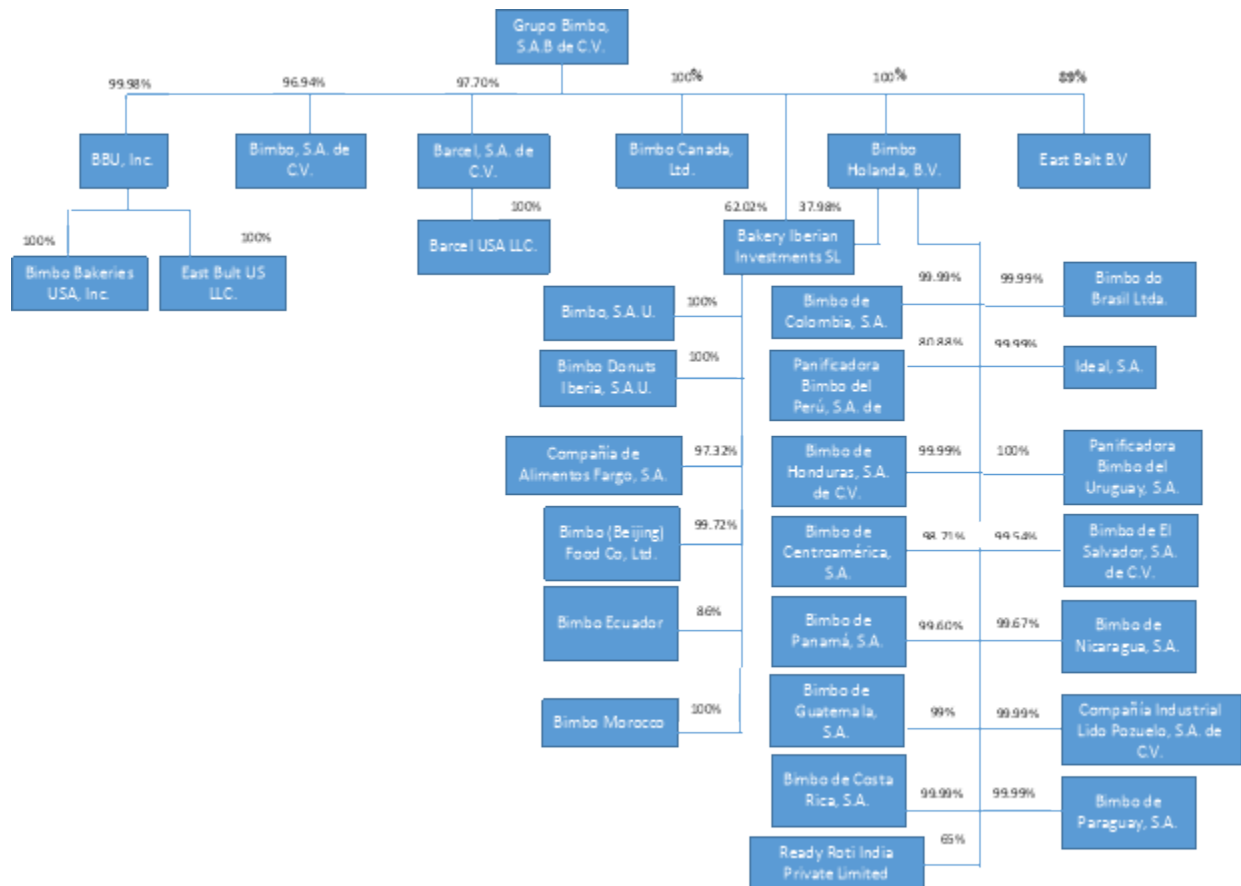 Grupo Bimbo,
S.A.B de C.V.
99.98%
96.94%
97.70%
100%
100%
89%
BBU, Inc.
Bimbo, S.A. de
C.V.
Barcel, S.A. de
C.V.
Bimbo Canada,
Ltd.
Bimbo
Holanda, B.V.
East Balt B.V
100%
100%
100%
62.02%
37.98%
Bimbo Bakeries
USA, Inc.
East Bult US
LLC.
Barcel USA LLC.
Bakery Iberian
Investments SL
Bimbo, S.A.U.
100%
Bimbo Donuts
Iberia, S.A.U.
100%
Compañía de
Alimentos Fargo, S.A.
97.32%
Bimbo (Beijing)
Food Co, Ltd.
99.72%
Bimbo Ecuador
86%
Bimbo Morocco
100%
Bimbo de
Colombia, S.A.
99.99%
99.99%
Bimbo do
Brasil Ltda.
Panificadora
Bimbo del
Perú, S.A. de
80.88%
99.99%
Ideal, S.A.
Bimbo de
Honduras, S.A.
de C.V.
99.99%
100%
Panificadora
Bimbo del
Uruguay, S.A.
Bimbo de
Centroamérica,
S.A.
98.71%
99.54%
Bimbo de El
Salvador, S.A.
de C.V.
Bimbo de
Panamá, S.A.
99.60%
99.67%
Bimbo de
Nicaragua, S.A.
Bimbo de
Guatemala,
S.A.
99%
99.99%
Compañía Industrial
Lido Pozuelo, S.A. de
C.V.
Bimbo de Costa
Rica, S.A.
99.99%
99.99%
Bimbo de
Paraguay, S.A.
Ready Roti India
Private Limited
65%